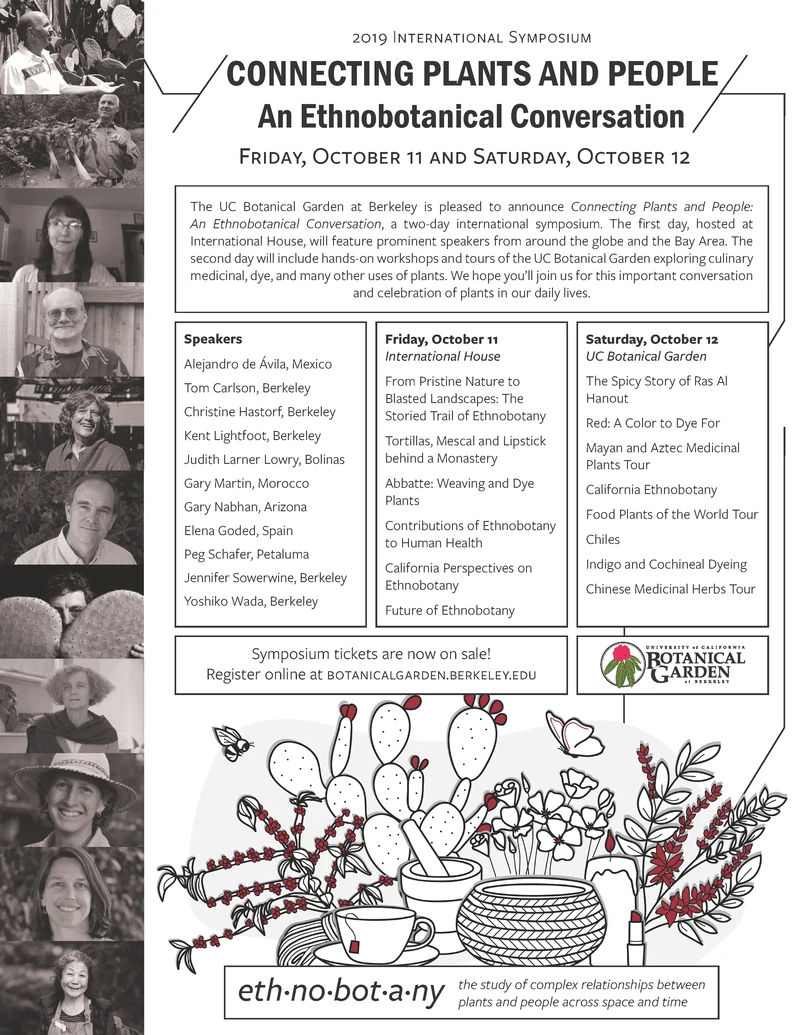 2019 International Symposium
CONNECTING PLANTS AND PEOPLE
An Ethnobotanical Conversation
Friday, October 11 and Saturday, October 12
The UC Botanical Garden at Berkeley is pleased to announce Connecting Plants and People:
An Ethnobotanical Conversation, a two-day international symposium. The first day, hosted at
International House, will feature prominent speakers from around the globe and the Bay Area. The
second day will include hands-on workshops and tours of the UC Botanical Garden exploring culinary
medicinal, dye, and many other uses of plants. We hope you'll join us for this important conversation
and celebration of plants in our daily lives.
Speakers
Alejandro de Ávila, Mexico
Tom Carlson, Berkeley
Christine Hastorf, Berkeley
Kent Lightfoot, Berkeley
Judith Larner Lowry, Bolinas
Gary Martin, Morocco
Gary Nabhan, Arizona
Elena Goded, Spain
Peg Schafer, Petaluma
Jennifer Sowerwine, Berkeley
Yoshiko Wada, Berkeley
Friday, October 11
International House
From Pristine Nature to
Blasted Landscapes: The
Storied Trail of Ethnobotany
Tortillas, Mescal and Lipstick
behind a Monastery
Abbatte: Weaving and Dye
Plants
Contributions of Ethnobotany
to Human Health
California Perspectives on
Ethnobotany
Future of Ethnobotany
Saturday, October 12
UC Botanical Garden
The Spicy Story of Ras Al
Hanout
Red: A Color to Dye For
Mayan and Aztec Medicinal
Plants Tour
California Ethnobotany
Food Plants of the World Tour
Chiles
Indigo and Cochineal Dyeing
Chinese Medicinal Herbs Tour
Symposium tickets are now on sale!
Register online at BOTANICALGARDEN.BERKELEY.EDU
UNIVERSITY of CALIFORNIA
BOTANICAL
GARDEN
at BERKELEY
eth·no·bot·a·ny
the study of complex relationships between
plants and people across space and time